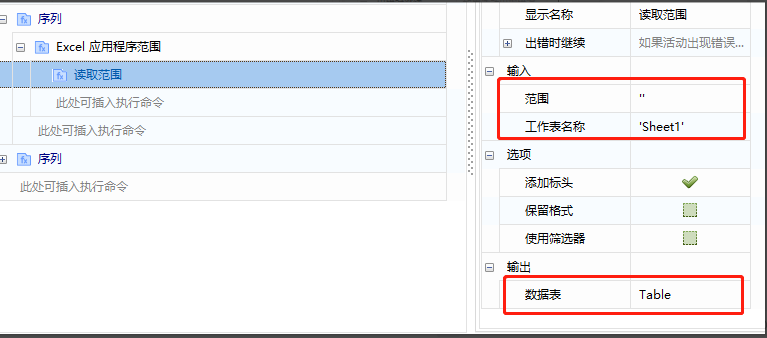 序列
Excel 应用程序范围
读取范围
此处可插入执行命令
此处可插入执行命令
序列
此处可插入执行命令
显示名称 读取范围
出错时继续 如果活动出现错误...
输入
范围 ''
工作表名称 'Sheet1'
选项
添加标头
保留格式
使用筛选器
输出
数据表 Table